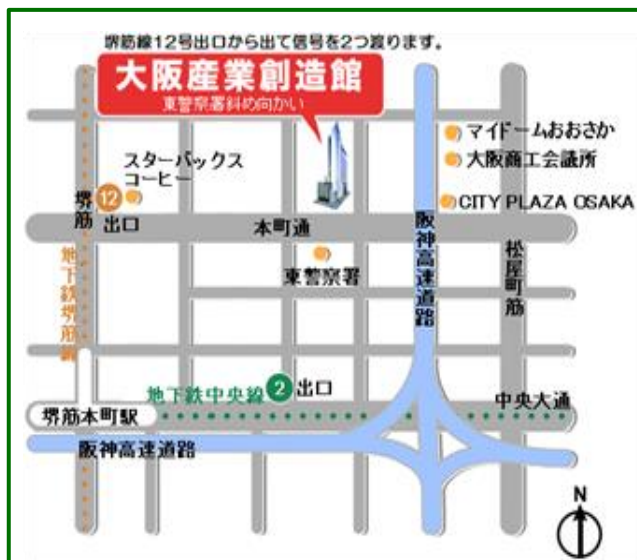 堺筋線12号出口から出て信号を2つ渡ります。
大阪産業創造館
東警察署斜め向かい
マイドームおおさか
大阪商工会議所
スターバックス
コーヒー
CITY PLAZA OSAKA
堺筋
12
出口
本町通
阪神高速道路
松屋町筋
東警察署
地下鉄堺筋線
地下鉄中央線
2
出口
中央大通
堺筋本町駅
阪神高速道路
N